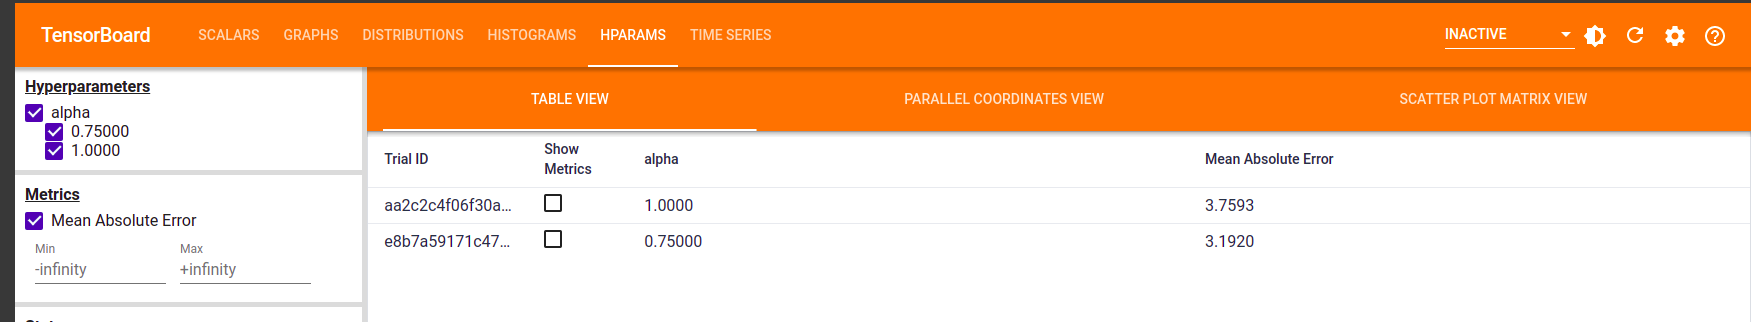 TensorBoard SCALARS GRAPHS DISTRIBUTIONS HISTOGRAMS HPARAMS TIME SERIES INACTIVE
Hyperparameters
alpha
0.75000
1.0000
Metrics
Mean Absolute Error
Min Max
-infinity +infinity
TABLE VIEW PARALLEL COORDINATES VIEW SCATTER PLOT MATRIX VIEW
Trial ID Show Metrics alpha Mean Absolute Error
aa2c2c4f06f30a... 1.0000 3.7593
e8b7a59171c47... 0.75000 3.1920